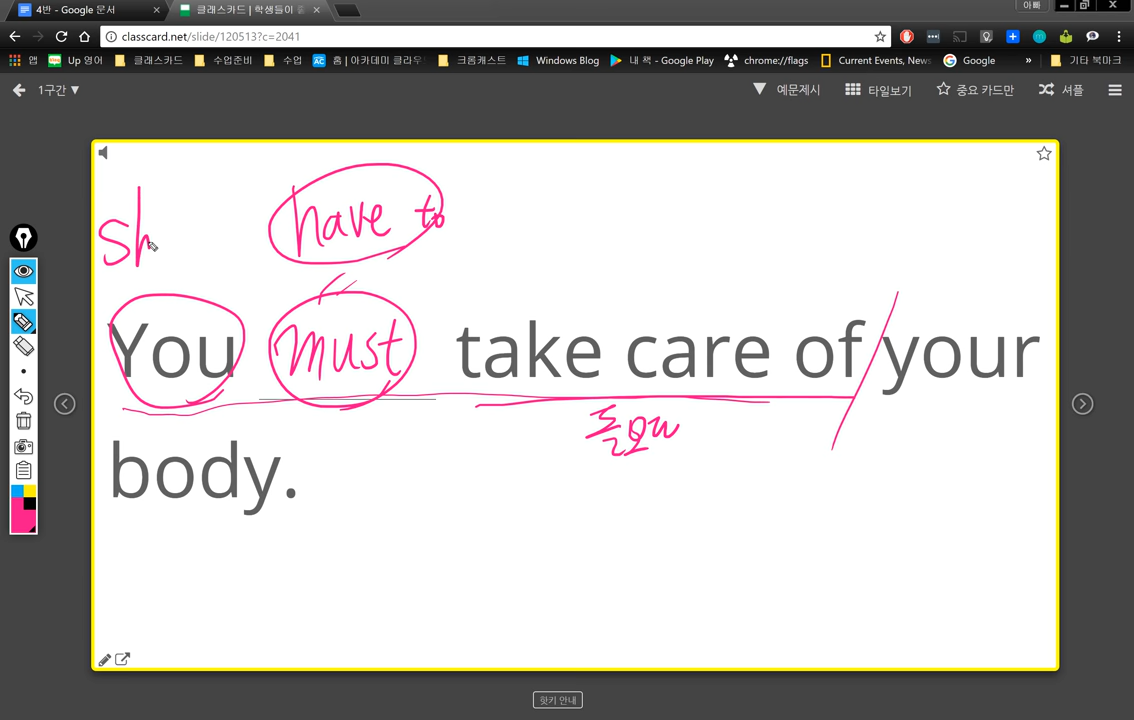 4반 - Google 문서
클래스카드 | 학생들이 좋
아빠
classcard.net/slide/120513?c=2041
앱 Up 영어 클래스카드 수업준비 수업 홈 | 아카데미 클라우 크롬캐스트 Windows Blog 내 책 - Google Play chrome://flags Current Events, News Google » 기타 북마크
1구간 ▼ ▼ 예문제시 타일보기 중요 카드만 셔플
Sh have to
You must take care of / your
body.
핫키 안내